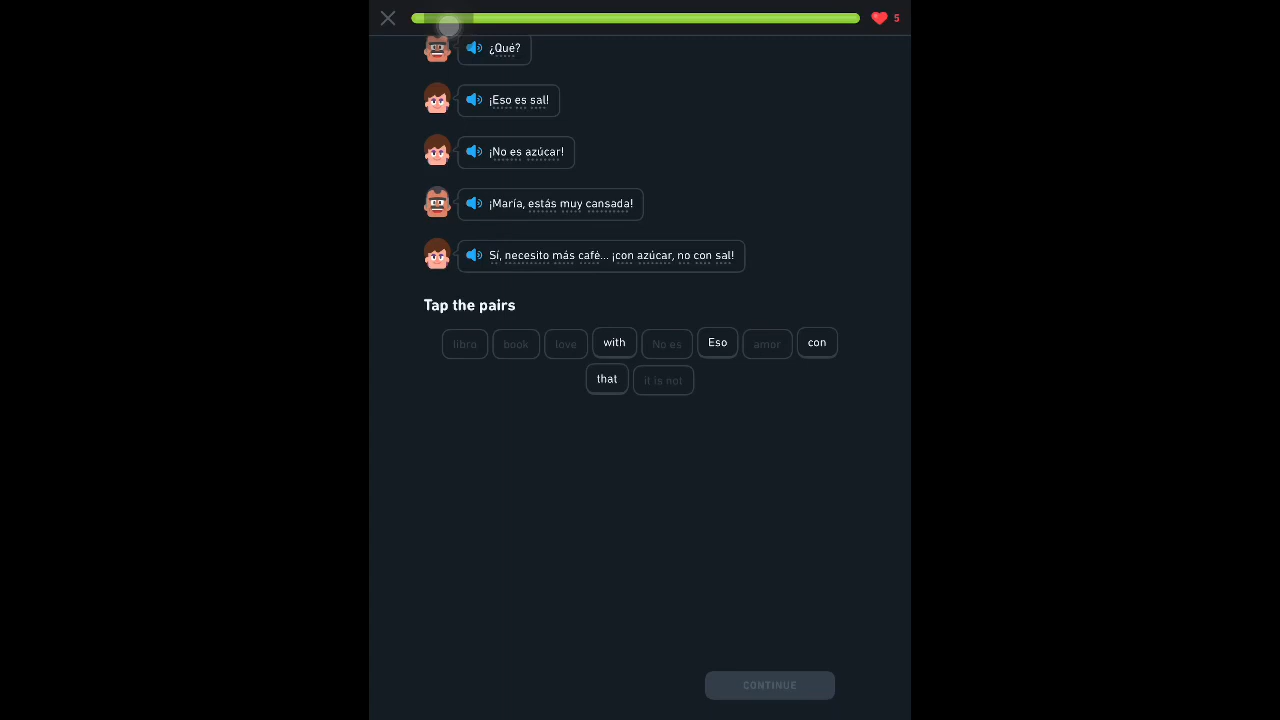 5
¿Qué?
¡Eso es sal!
¡No es azúcar!
¡María, estás muy cansada!
Sí, necesito más café... ¡con azúcar, no con sal!
Tap the pairs
libro book love with No es Eso amor con
that it is not
CONTINUE